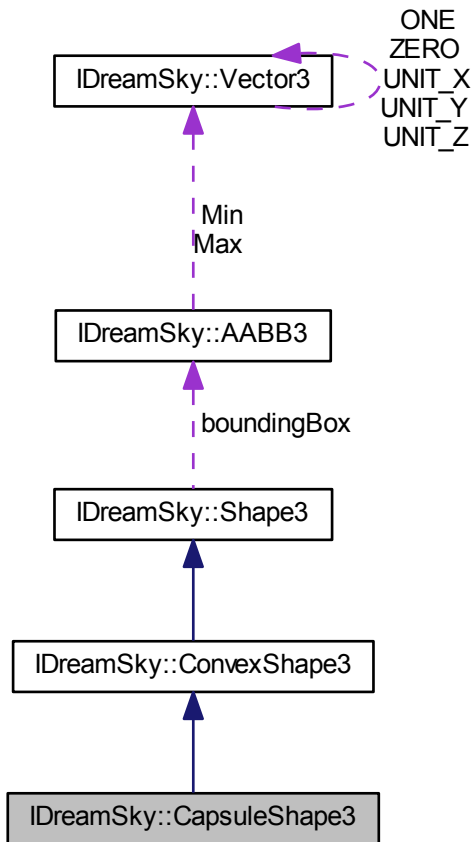 ONE
ZERO
IDreamSky::Vector3
UNIT_X
UNIT_Y
UNIT_Z
Min
Max
IDreamSky::AABB3
boundingBox
IDreamSky::Shape3
IDreamSky::ConvexShape3
IDreamSky::CapsuleShape3